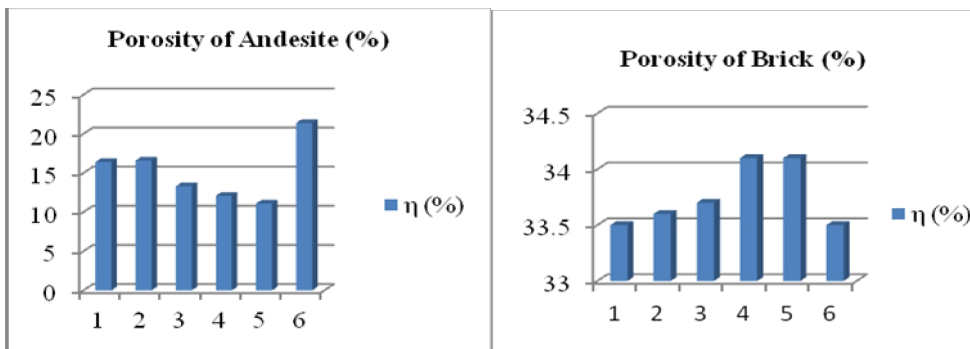 Porosity of Andesite (%)
25
20
15
10
5
0
1 2 3 4 5 6
η (%)
Porosity of Brick (%)
34.5
34
33.5
33
1 2 3 4 5 6
η (%)